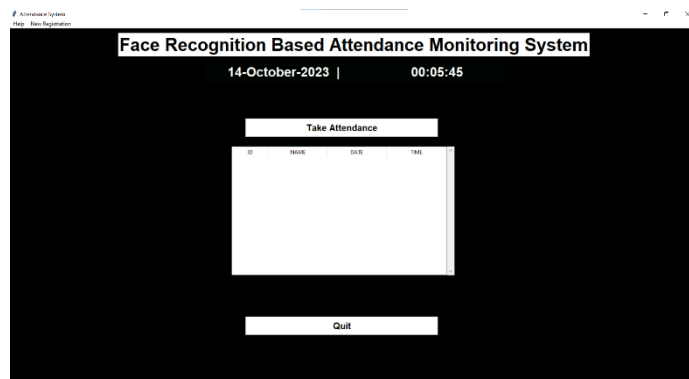 Attendance System
Help New Registration
Face Recognition Based Attendance Monitoring System
14-October-2023 | 00:05:45
Take Attendance
ID NAME DATE TIME
Quit